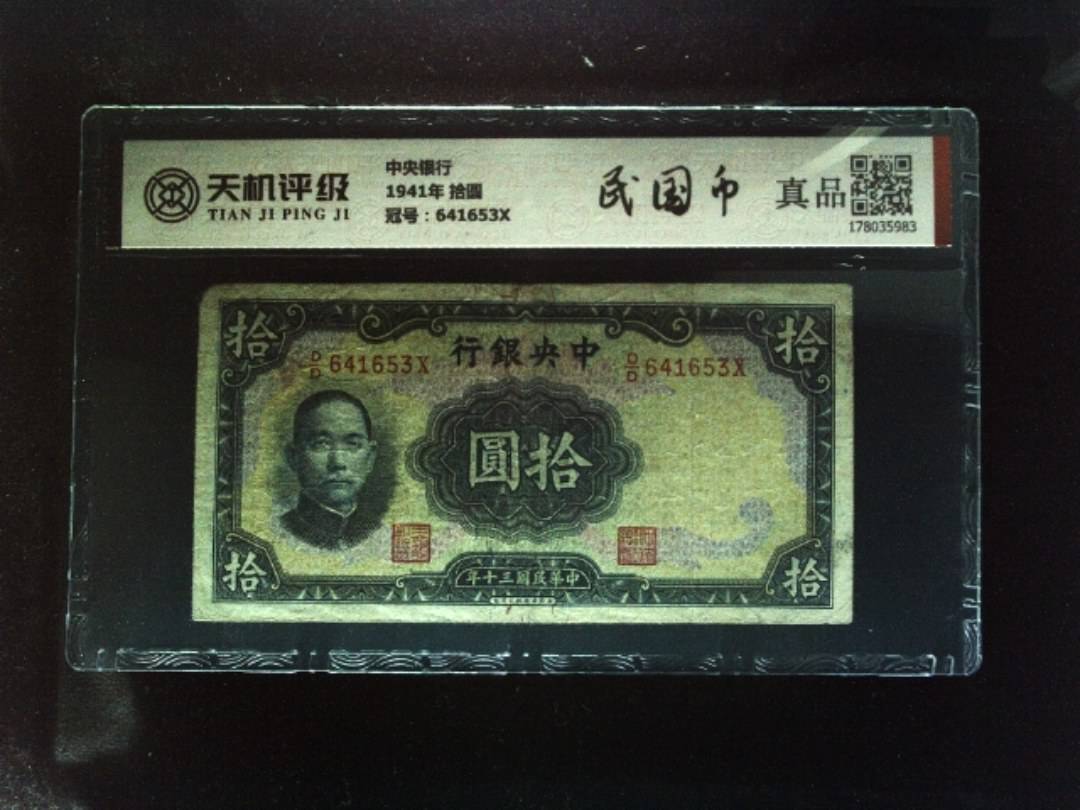 天机评级
TIAN JI PING JI
中央银行
1941年 拾圆
冠号：641653X
民国币
真品
178035983
拾
拾
行銀央中
D/D 641653X
D/D 641653X
圓拾
拾
拾
年十三國民華中